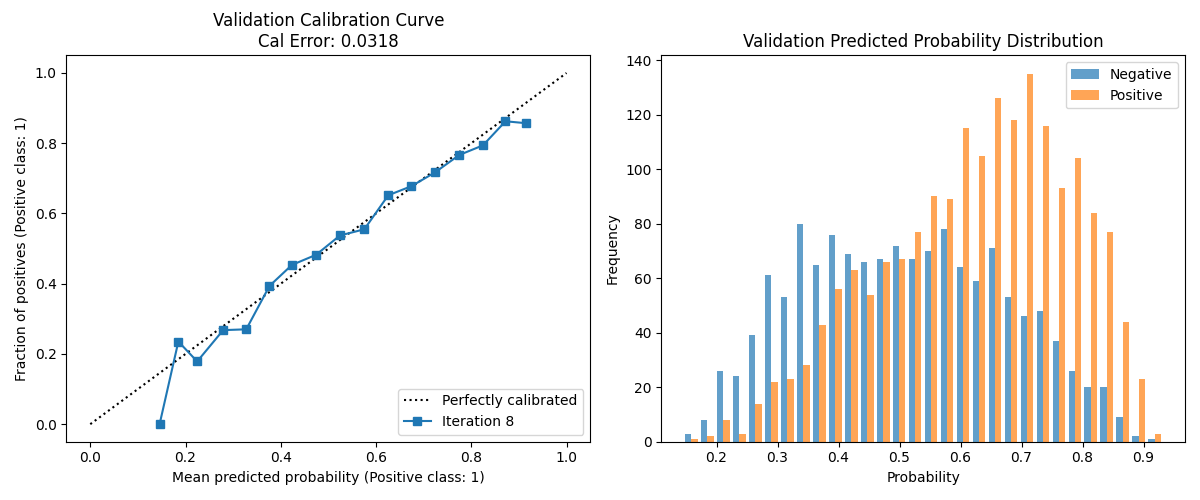 Validation Calibration Curve
Cal Error: 0.0318
Fraction of positives (Positive class: 1)
1.0
0.8
0.6
0.4
0.2
0.0
0.0 0.2 0.4 0.6 0.8 1.0
Mean predicted probability (Positive class: 1)
Perfectly calibrated
Iteration 8
Validation Predicted Probability Distribution
Frequency
140
120
100
80
60
40
20
0
0.2 0.3 0.4 0.5 0.6 0.7 0.8 0.9
Probability
Negative
Positive